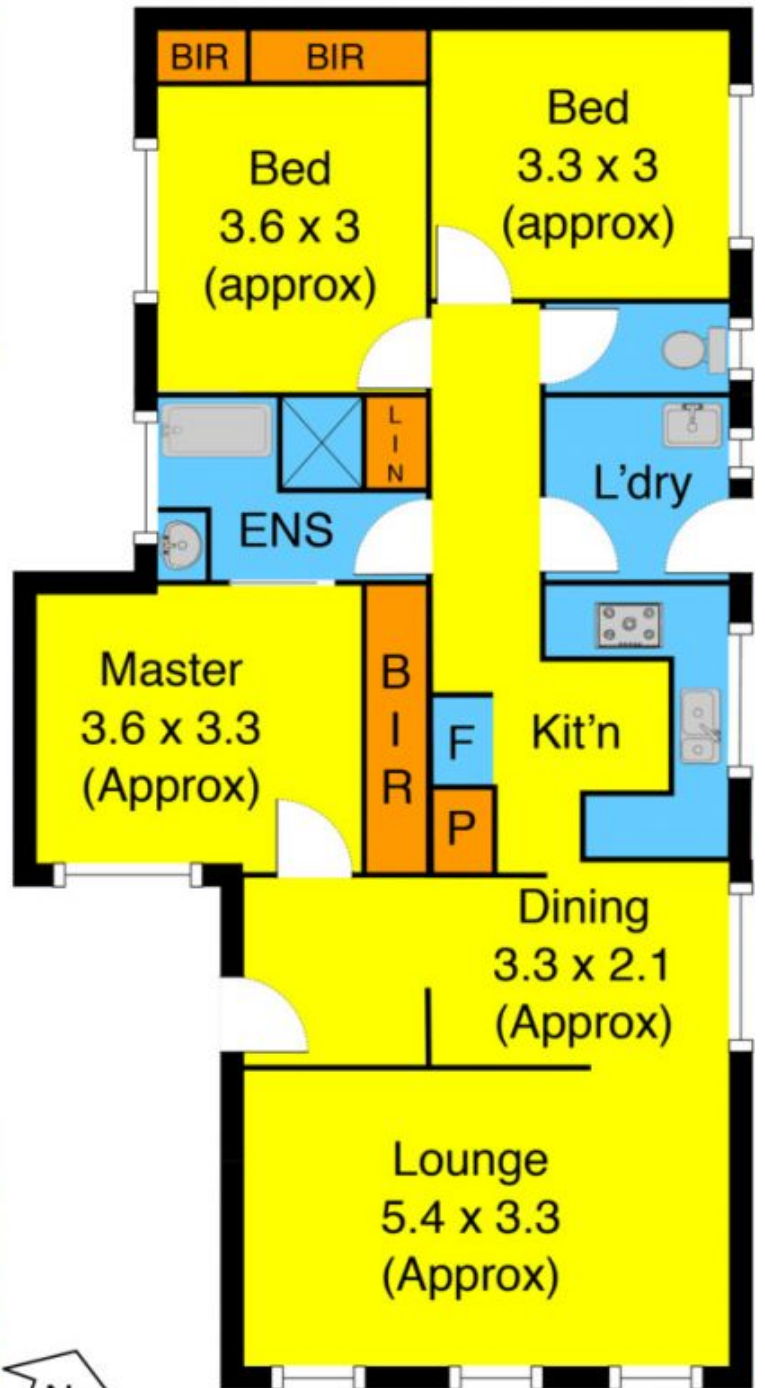 BIR
BIR
Bed
3.6 x 3
(approx)
Bed
3.3 x 3
(approx)
L
I
N
ENS
L'dry
Master
3.6 x 3.3
(Approx)
B
I
R
F
P
Kit'n
Dining
3.3 x 2.1
(Approx)
Lounge
5.4 x 3.3
(Approx)